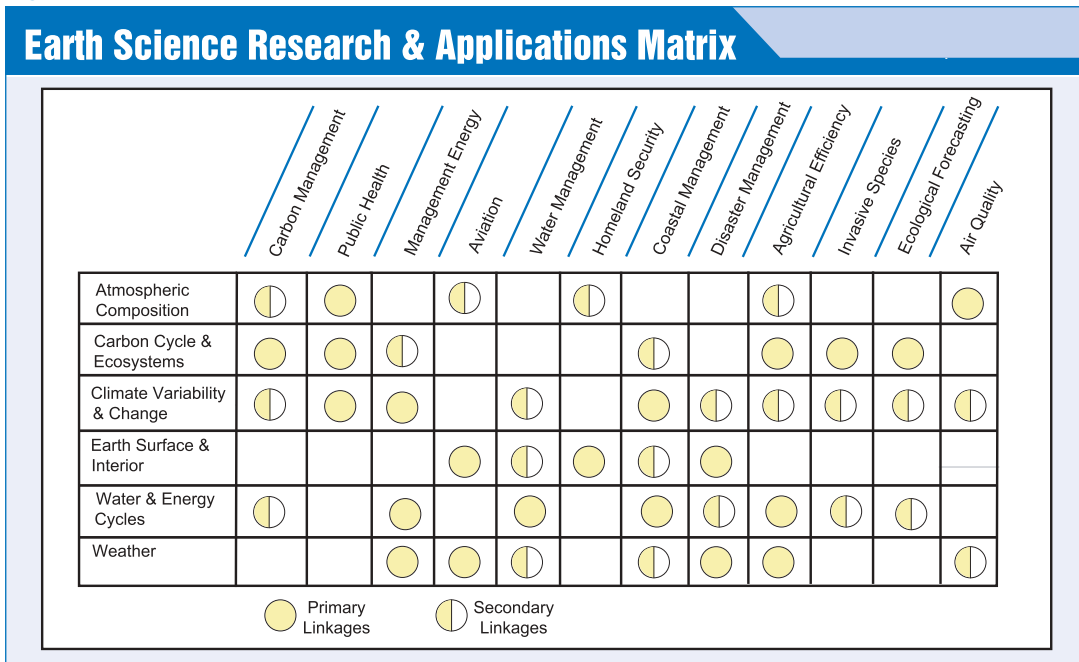 Earth Science Research & Applications Matrix
Carbon Management
Public Health
Management Energy
Aviation
Water Management
Homeland Security
Coastal Management
Disaster Management
Agricultural Efficiency
Invasive Species
Ecological Forecasting
Air Quality
Atmospheric
Composition
Carbon Cycle &
Ecosystems
Climate Variability
& Change
Earth Surface &
Interior
Water & Energy
Cycles
Weather
Primary
Linkages
Secondary
Linkages